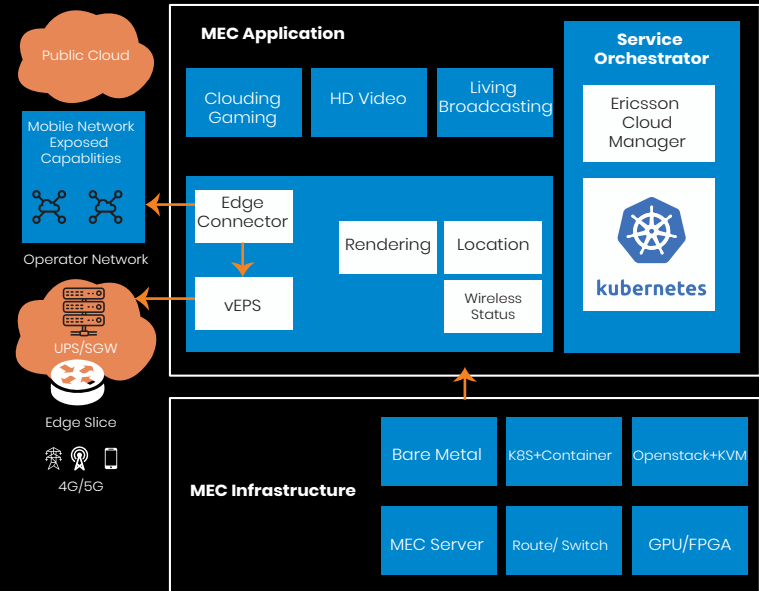 Public Cloud
Mobile Network
Exposed
Capablities
Operator Network
UPS/SGW
Edge Slice
4G/5G
MEC Application
Clouding
Gaming
HD Video
Living
Broadcasting
Edge
Connector
vEPS
Rendering
Location
Wireless
Status
Service
Orchestrator
Ericsson
Cloud
Manager
kubernetes
MEC Infrastructure
Bare Metal
K8S+Container
Openstack+KVM
MEC Server
Route/ Switch
GPU/FPGA